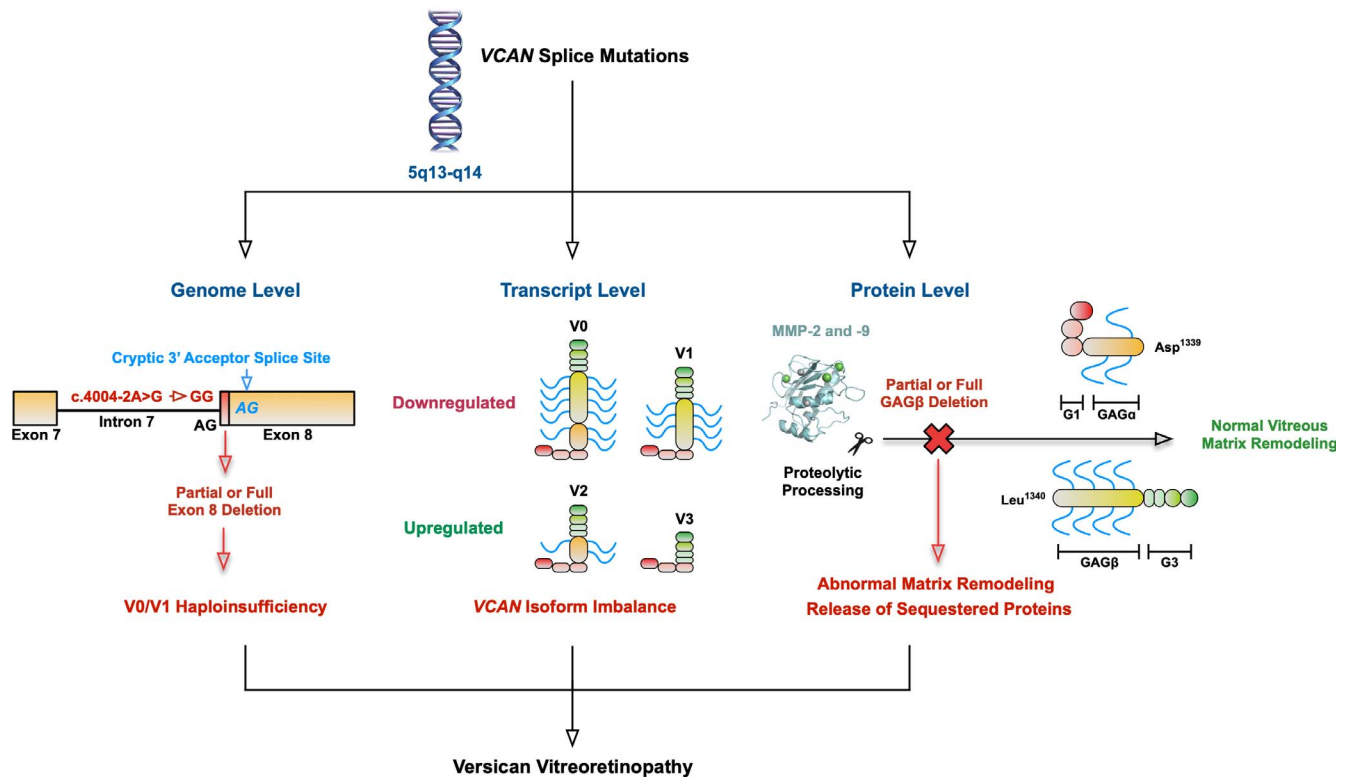 VCAN Splice Mutations
5q13-q14
Genome Level
Cryptic 3' Acceptor Splice Site
c.4004-2A>G ⊳ GG
AG
Exon 7
Intron 7
AG
Exon 8
Partial or Full
Exon 8 Deletion
V0/V1 Haploinsufficiency
Transcript Level
V0
V1
Downregulated
V2
V3
Upregulated
VCAN Isoform Imbalance
Protein Level
MMP-2 and -9
Partial or Full
GAGβ Deletion
Proteolytic
Processing
Asp1339
G1
GAGα
Normal Vitreous
Matrix Remodeling
Leu1340
GAGβ
G3
Abnormal Matrix Remodeling
Release of Sequestered Proteins
Versican Vitreoretinopathy